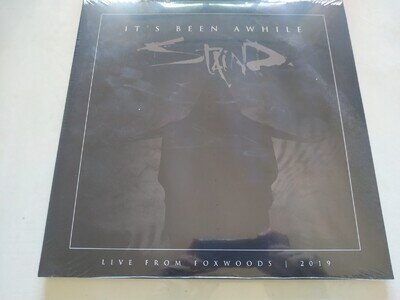 IT'S BEEN AWHILE
STAIND
LIVE FROM FOXWOODS | 2019